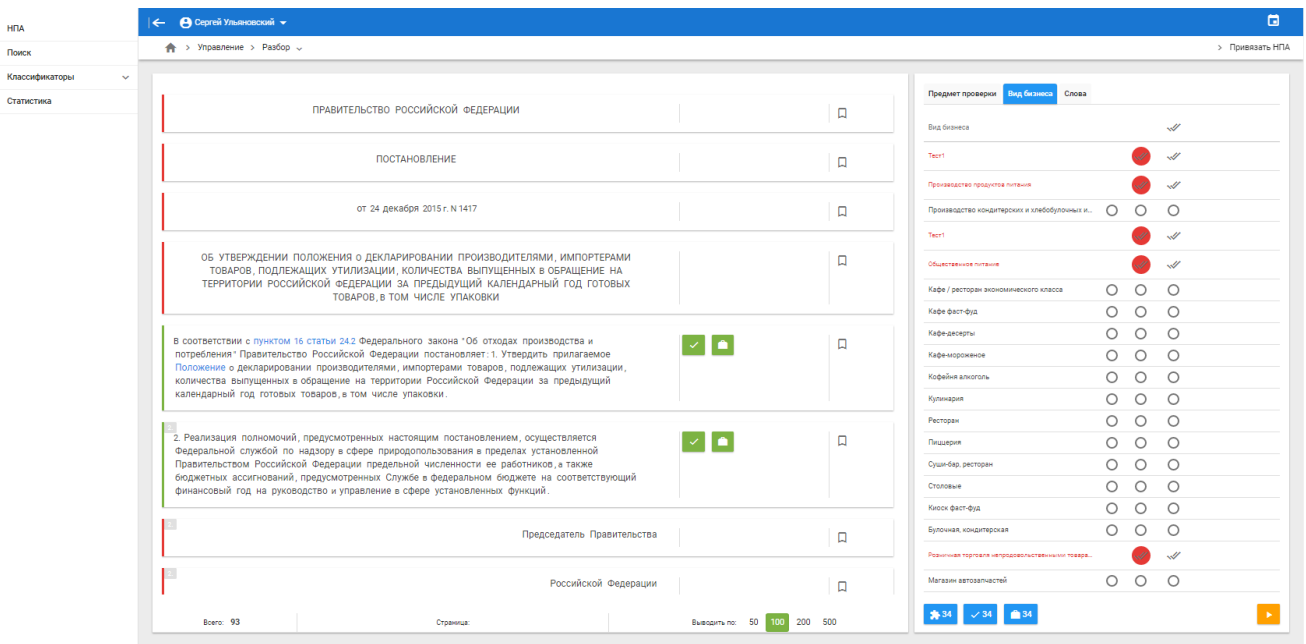 НПА
Поиск
Классификаторы
Статистика
Сергей Ульяновский
Управление > Разбор
> Привязать НПА
ПРАВИТЕЛЬСТВО РОССИЙСКОЙ ФЕДЕРАЦИИ
ПОСТАНОВЛЕНИЕ
от 24 декабря 2015 г. N 1417
ОБ УТВЕРЖДЕНИИ ПОЛОЖЕНИЯ О ДЕКЛАРИРОВАНИИ ПРОИЗВОДИТЕЛЯМИ, ИМПОРТЕРАМИ
ТОВАРОВ, ПОДЛЕЖАЩИХ УТИЛИЗАЦИИ, КОЛИЧЕСТВА ВЫПУЩЕННЫХ В ОБРАЩЕНИЕ НА
ТЕРРИТОРИИ РОССИЙСКОЙ ФЕДЕРАЦИИ ЗА ПРЕДЫДУЩИЙ КАЛЕНДАРНЫЙ ГОД ГОТОВЫХ
ТОВАРОВ, В ТОМ ЧИСЛЕ УПАКОВКИ
В соответствии с пунктом 16 статьи 24.2 Федерального закона "Об отходах производства и
потребления" Правительство Российской Федерации постановляет: 1. Утвердить прилагаемое
Положение о декларировании производителями, импортерами товаров, подлежащих утилизации,
количества выпущенных в обращение на территории Российской Федерации за предыдущий
календарный год готовых товаров, в том числе упаковки.
2.
2. Реализация полномочий, предусмотренных настоящим постановлением, осуществляется
Федеральной службой по надзору в сфере природопользования в пределах установленной
Правительством Российской Федерации предельной численности ее работников, а также
бюджетных ассигнований, предусмотренных Службе в федеральном бюджете на соответствующий
финансовый год на руководство и управление в сфере установленных функций.
2.
Председатель Правительства
2.
Российской Федерации
Всего: 93
Страница:
Выводить по: 50 100 200 500
Предмет проверки Вид бизнеса Слова
Вид бизнеса
Тест1
Производство продуктов питания
Производство кондитерских и хлебобулочных и...
Тест1
Общественное питание
Кафе / ресторан экономического класса
Кафе фаст-фуд
Кафе-десерты
Кафе-мороженое
Кофейня алкоголь
Кулинария
Ресторан
Пиццерия
Суши-бар, ресторан
Столовые
Киоск фаст-фуд
Булочная, кондитерская
Розничная торговля непродовольственными товара...
Магазин автозапчастей
34 34 34